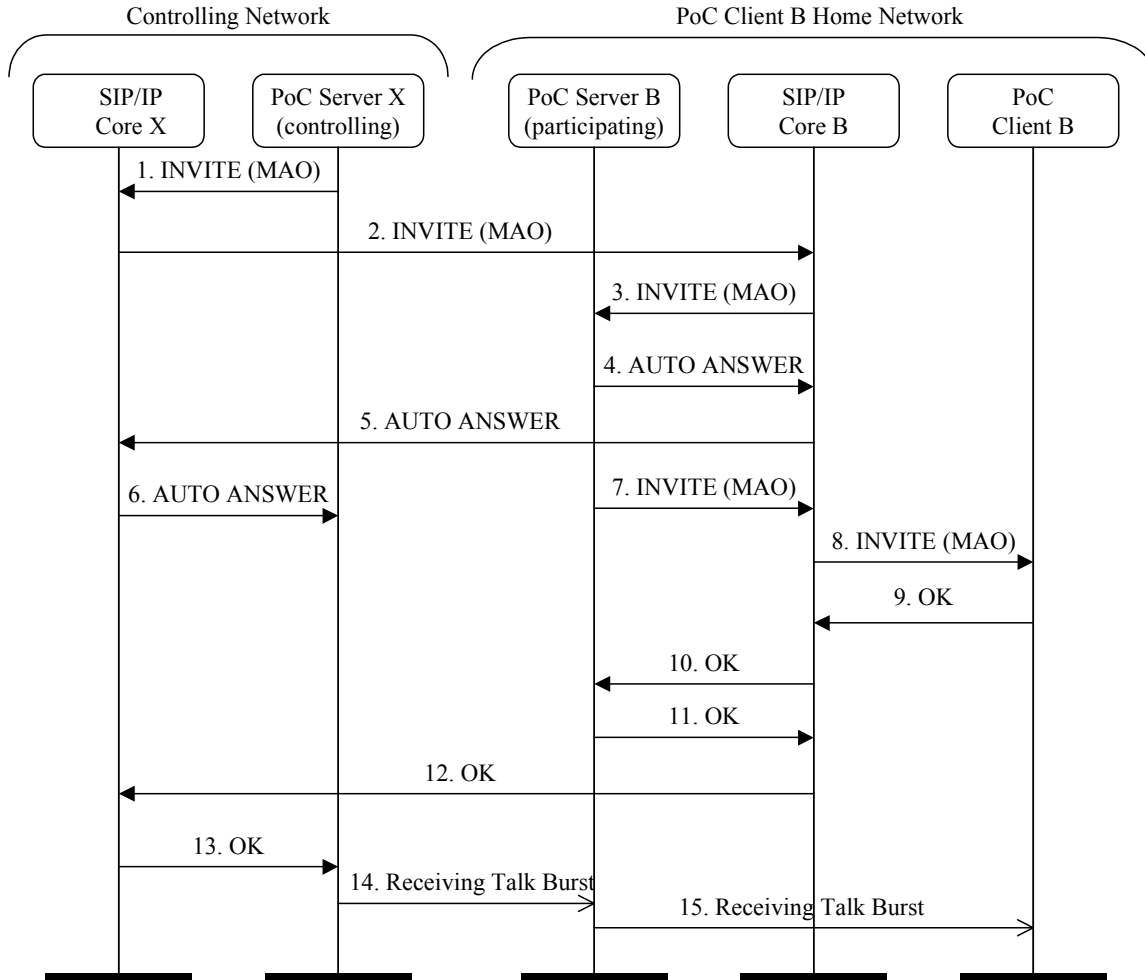 Controlling Network
PoC Client B Home Network
SIP/IP
Core X
PoC Server X
(controlling)
PoC Server B
(participating)
SIP/IP
Core B
PoC
Client B
1. INVITE (MAO)
2. INVITE (MAO)
3. INVITE (MAO)
4. AUTO ANSWER
5. AUTO ANSWER
6. AUTO ANSWER
7. INVITE (MAO)
8. INVITE (MAO)
9. OK
10. OK
11. OK
12. OK
13. OK
14. Receiving Talk Burst
15. Receiving Talk Burst